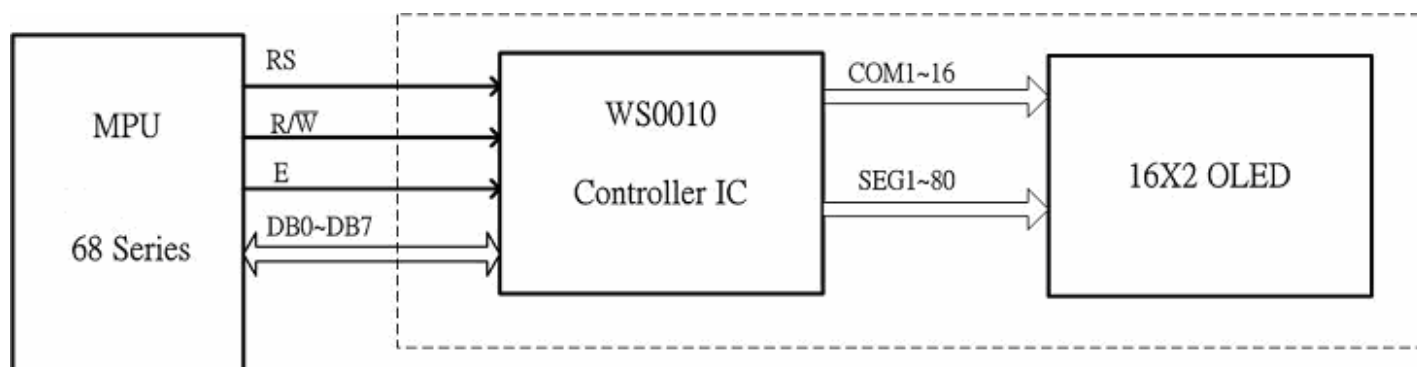 MPU
68 Series
RS
R/W̅
E
DB0~DB7
WS0010
Controller IC
COM1~16
SEG1~80
16X2 OLED